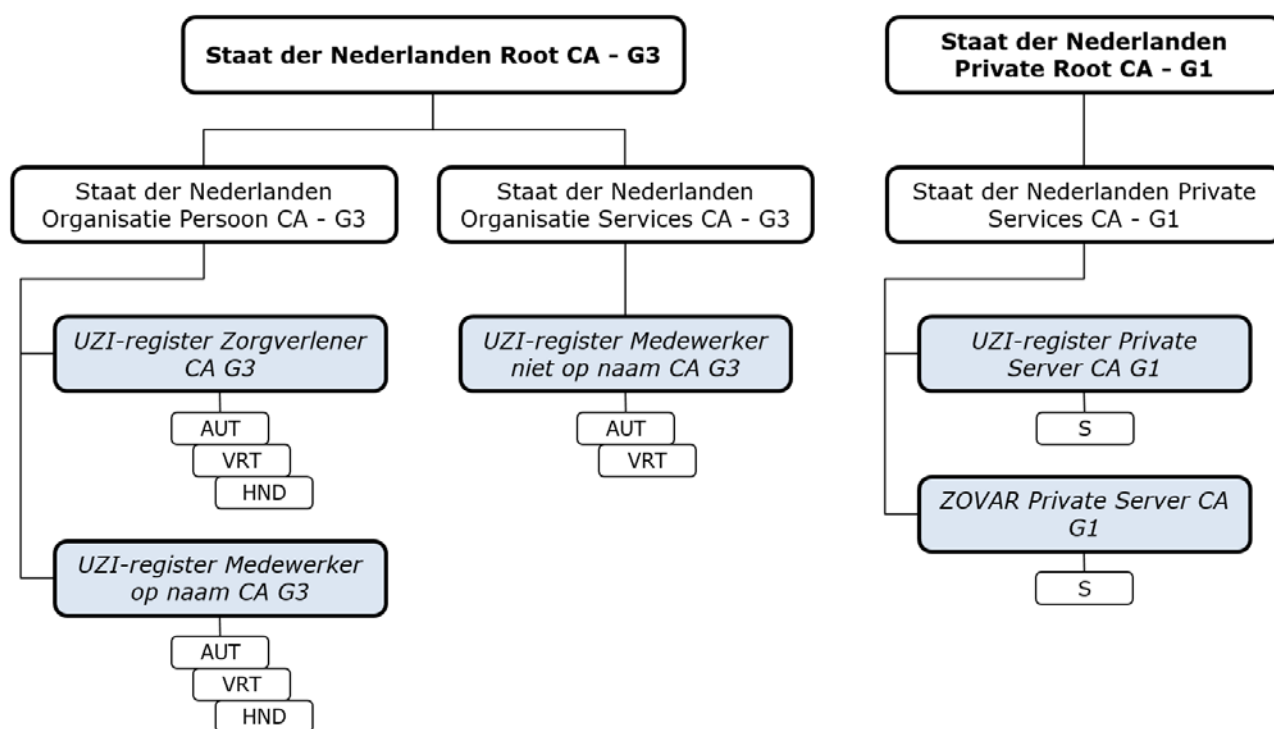 Staat der Nederlanden Root CA - G3
Staat der Nederlanden
Private Root CA - G1
Staat der Nederlanden
Organisatie Persoon CA - G3
Staat der Nederlanden
Organisatie Services CA - G3
Staat der Nederlanden Private
Services CA - G1
UZI-register Zorgverlener
CA G3
AUT
VRT
HND
UZI-register Medewerker
niet op naam CA G3
AUT
VRT
UZI-register Private
Server CA G1
S
ZOVAR Private Server CA
G1
S
UZI-register Medewerker
op naam CA G3
AUT
VRT
HND